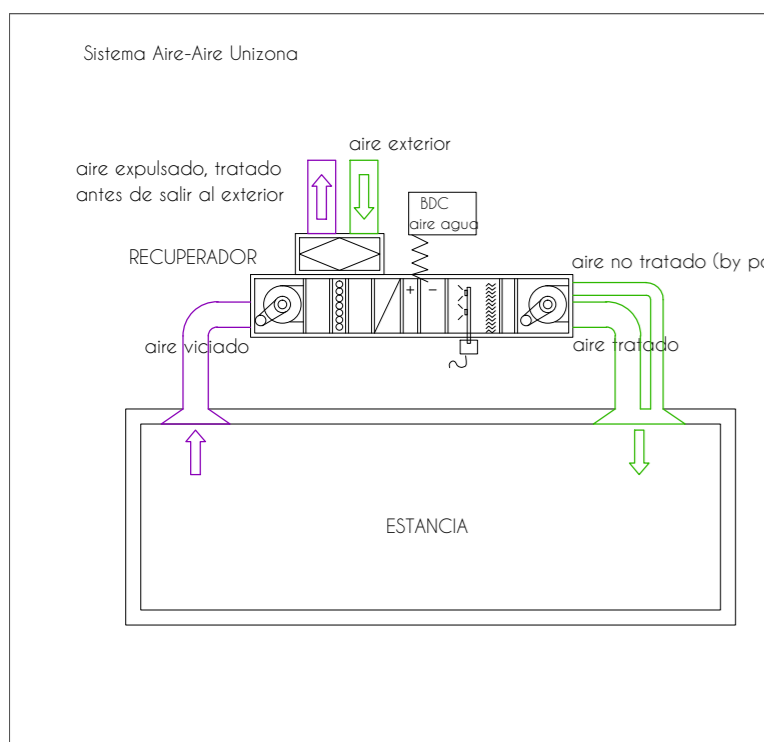 Sistema Aire-Aire Unizona
aire exterior
aire expulsado, tratado
antes de salir al exterior
BDC
aire agua
RECUPERADOR
aire no tratado (by
+ −
aire viciado
aire tratado
ESTANCIA